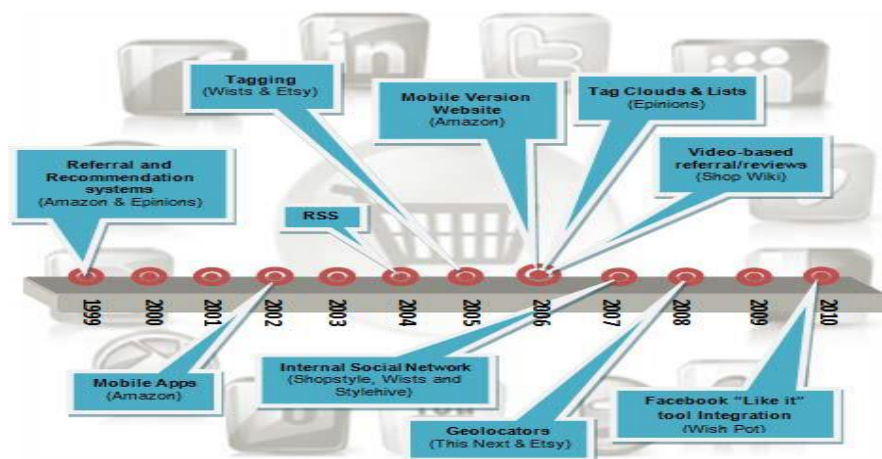 Tagging
(Wists & Etsy)
Mobile Version
Website
(Amazon)
Tag Clouds & Lists
(Epinions)
Referral and
Recommendation
systems
(Amazon & Epinions)
Video-based
referral/reviews
(Shop Wiki)
RSS
1999
2000
2001
2002
2003
2004
2005
2006
2007
2008
2009
2010
Mobile Apps
(Amazon)
Internal Social Network
(Shopstyle, Wists and
Stylehive)
Geolocators
(This Next & Etsy)
Facebook "Like it"
tool Integration
(Wish Pot)